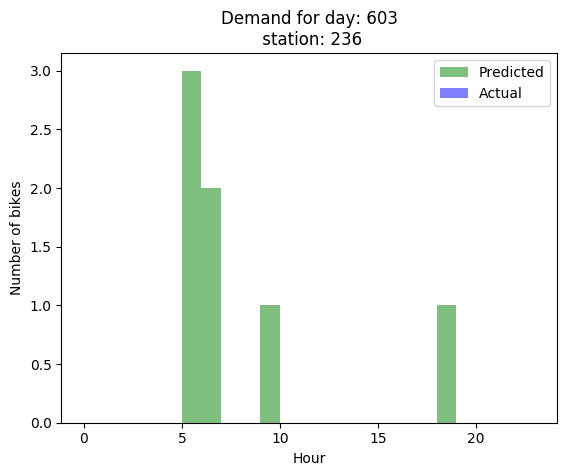 Demand for day: 603
station: 236
Predicted
Actual
Number of bikes
3.0
2.5
2.0
1.5
1.0
0.5
0.0
0
5
10
15
20
Hour